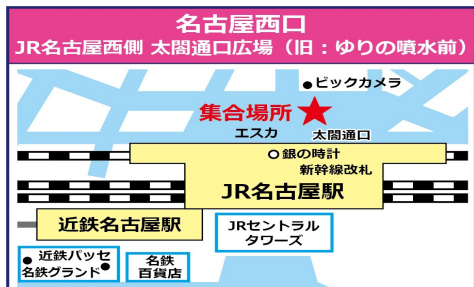 名古屋西口
JR名古屋西側 太閤通口広場（旧：ゆりの噴水前）
ビックカメラ
集合場所
エスカ
太閤通口
銀の時計
新幹線改札
JR名古屋駅
近鉄名古屋駅
JRセントラル
タワーズ
近鉄パッセ
名鉄グランド
名鉄
百貨店